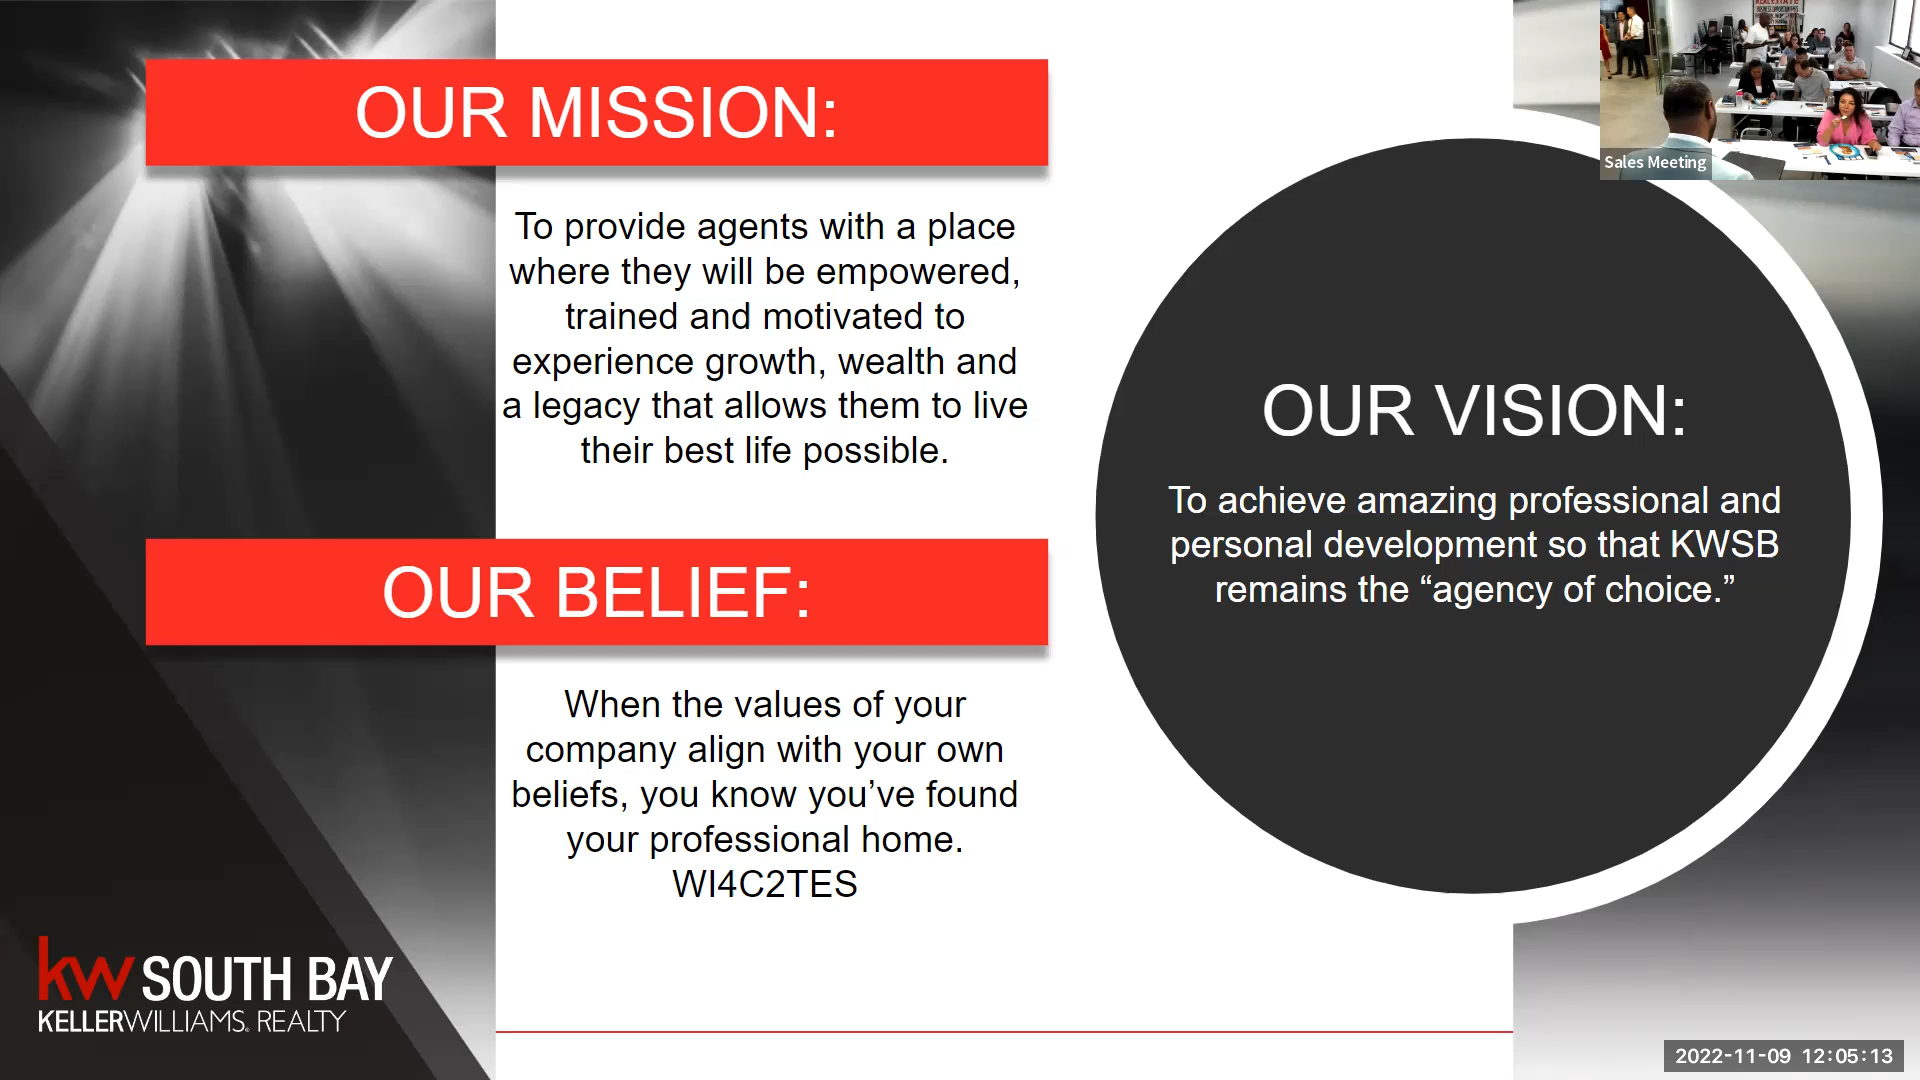 OUR MISSION:
To provide agents with a place
where they will be empowered,
trained and motivated to
experience growth, wealth and
a legacy that allows them to live
their best life possible.
OUR BELIEF:
When the values of your
company align with your own
beliefs, you know you’ve found
your professional home.
WI4C2TES
OUR VISION:
To achieve amazing professional and
personal development so that KWSB
remains the “agency of choice.”
Sales Meeting
kw SOUTH BAY
KELLERWILLIAMS. REALTY
2022-11-09 12:05:13